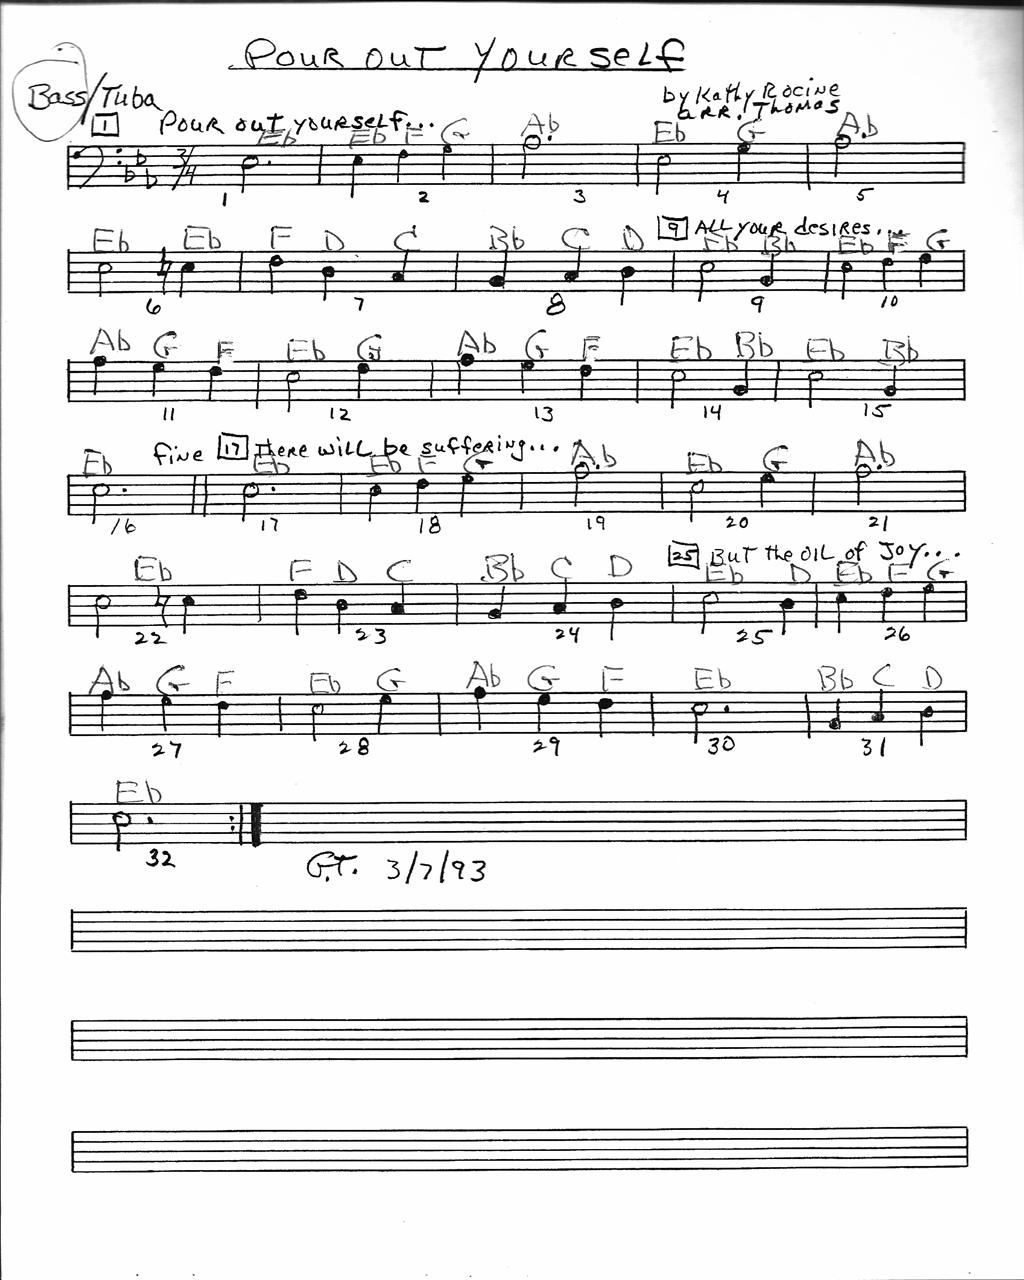 Pour out yourself
Bass/Tuba
by Kathy Rocine
arr. Thomas
1 Pour out yourself...
Eb Eb F G Ab Eb G Ab
3/4
1 2 3 4 5
9 All your desires...
Eb Eb F D C Bb C D Eb Bb Eb F G
6 7 8 9 10
Ab G F Eb G Ab G F Eb Bb Eb Bb
11 12 13 14 15
fine 17 There will be suffering...
Eb Eb Eb F G Ab Eb G Ab
16 17 18 19 20 21
25 But the oil of Joy...
Eb F D C Bb C D Eb D Eb F G
22 23 24 25 26
Ab G F Eb G Ab G F Eb Bb C D
27 28 29 30 31
Eb
32
G.T. 3/7/93